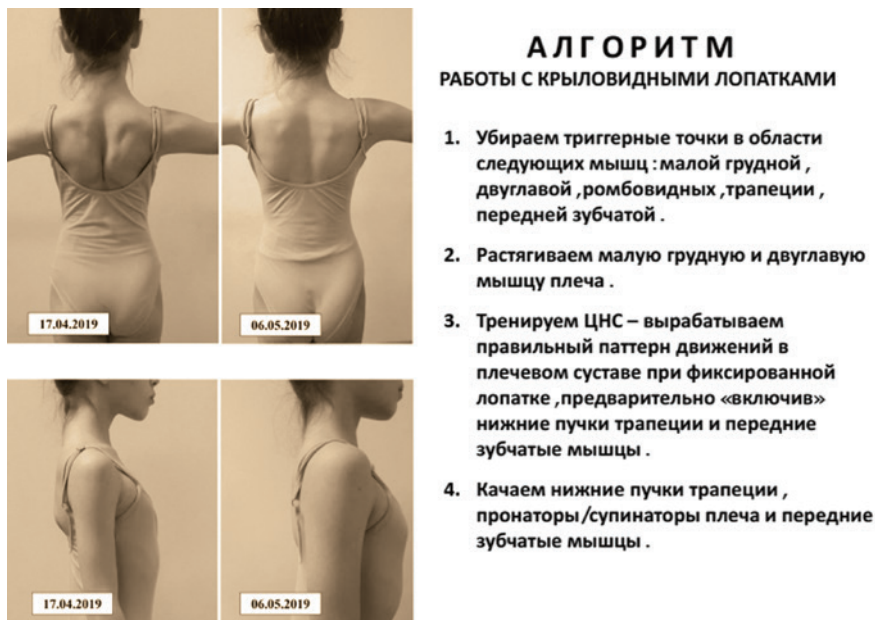 АЛГОРИТМ
РАБОТЫ С КРЫЛОВИДНЫМИ ЛОПАТКАМИ
1. Убираем триггерные точки в области
следующих мышц : малой грудной ,
двуглавой ,ромбовидных ,трапеции ,
передней зубчатой .
2. Растягиваем малую грудную и двуглавую
мышцу плеча .
3. Тренируем ЦНС – вырабатываем
правильный паттерн движений в
плечевом суставе при фиксированной
лопатке ,предварительно «включив»
нижние пучки трапеции и передние
зубчатые мышцы .
4. Качаем нижние пучки трапеции ,
пронаторы/супинаторы плеча и передние
зубчатые мышцы .
17.04.2019
06.05.2019
17.04.2019
06.05.2019